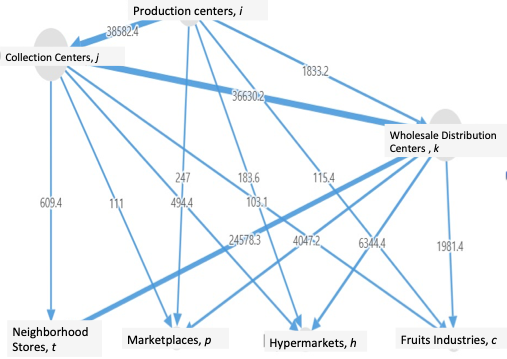 Production centers, i
38582.4
Collection Centers, j
1833.2
36630.2
Wholesale Distribution
Centers , k
247
183.6
115.4
609.4
111
494.4
103.1
24578.3
4047.2
6344.4
1981.4
Neighborhood
Stores, t
Marketplaces, p
Hypermarkets, h
Fruits Industries, c